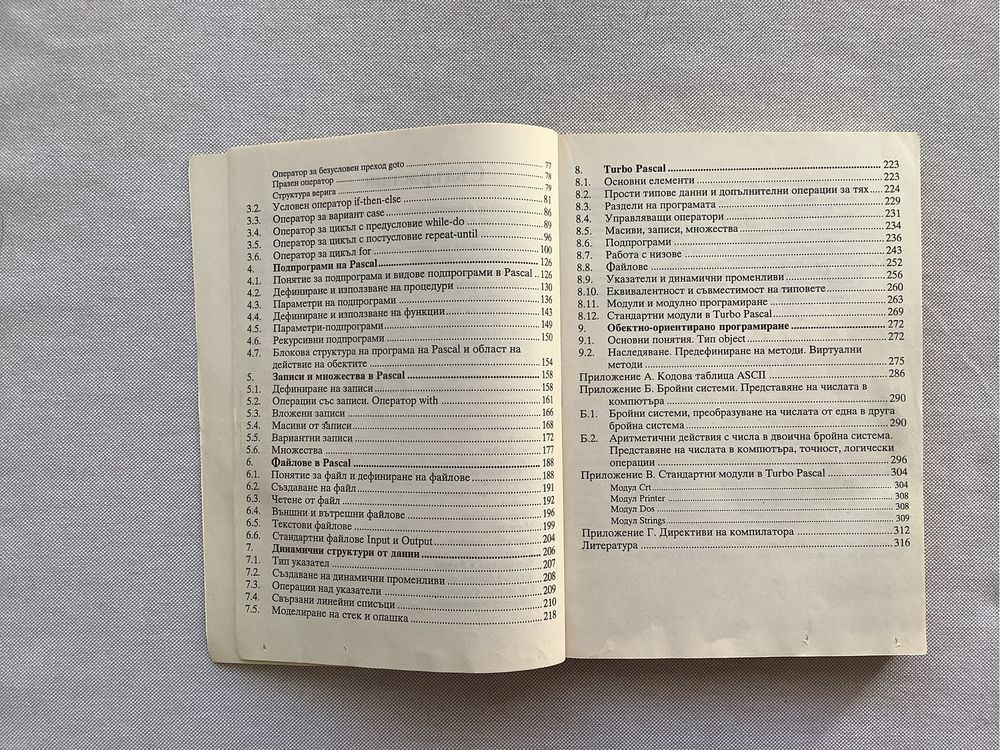 Оператор за безусловен преход goto ........ 77
Празен оператор ........ 78
Структура верига ........ 79
3.2. Условен оператор if-then-else ........ 81
3.3. Оператор за вариант case ........ 86
3.4. Оператор за цикъл с предусловие while-do ........ 89
3.5. Оператор за цикъл с постусловие repeat-until ........ 96
3.6. Оператор за цикъл for ........ 100
4. Подпрограми на Pascal ........ 126
4.1. Понятие за подпрограма и видове подпрограми в Pascal .. 126
4.2. Дефиниране и използване на процедури ........ 130
4.3. Параметри на подпрограми ........ 136
4.4. Дефиниране и използване на функции ........ 143
4.5. Параметри-подпрограми ........ 149
4.6. Рекурсивни подпрограми ........ 150
4.7. Блокова структура на програма на Pascal и област на
действие на обектите ........ 154
5. Записи и множества в Pascal ........ 158
5.1. Дефиниране на записи ........ 158
5.2. Операции със записи. Оператор with ........ 161
5.3. Вложени записи ........ 166
5.4. Масиви от записи ........ 168
5.5. Вариантни записи ........ 172
5.6. Множества ........ 177
6. Файлове в Pascal ........ 188
6.1. Понятие за файл и дефиниране на файлове ........ 188
6.2. Създаване на файл ........ 191
6.3. Четене от файл ........ 192
6.4. Външни и вътрешни файлове ........ 196
6.5. Текстови файлове ........ 199
6.6. Стандартни файлове Input и Output ........ 204
7. Динамични структури от данни ........ 206
7.1. Тип указател ........ 207
7.2. Създаване на динамични променливи ........ 208
7.3. Операции над указатели ........ 209
7.4. Свързани линейни списъци ........ 210
7.5. Моделиране на стек и опашка ........ 218
8. Turbo Pascal ........ 223
8.1. Основни елементи ........ 223
8.2. Прости типове данни и допълнителни операции за тях .... 224
8.3. Раздели на програмата ........ 229
8.4. Управляващи оператори ........ 231
8.5. Масиви, записи, множества ........ 234
8.6. Подпрограми ........ 236
8.7. Работа с низове ........ 243
8.8. Файлове ........ 252
8.9. Указатели и динамични променливи ........ 256
8.10. Еквивалентност и съвместимост на типовете ........ 260
8.11. Модули и модулно програмиране ........ 263
8.12. Стандартни модули в Turbo Pascal ........ 269
9. Обектно-ориентирано програмиране ........ 272
9.1. Основни понятия. Тип object ........ 272
9.2. Наследяване. Предефиниране на методи. Виртуални
методи ........ 275
Приложение А. Кодова таблица ASCII ........ 286
Приложение Б. Бройни системи. Представяне на числата в
компютъра ........ 290
Б.1. Бройни системи, преобразуване на числата от една в друга
бройна система ........ 290
Б.2. Аритметични действия с числа в двоична бройна система.
Представяне на числата в компютъра, точност, логически
операции ........ 296
Приложение В. Стандартни модули в Turbo Pascal ........ 304
Модул Crt ........ 304
Модул Printer ........ 308
Модул Dos ........ 308
Модул Strings ........ 309
Приложение Г. Директиви на компилатора ........ 312
Литература ........ 316